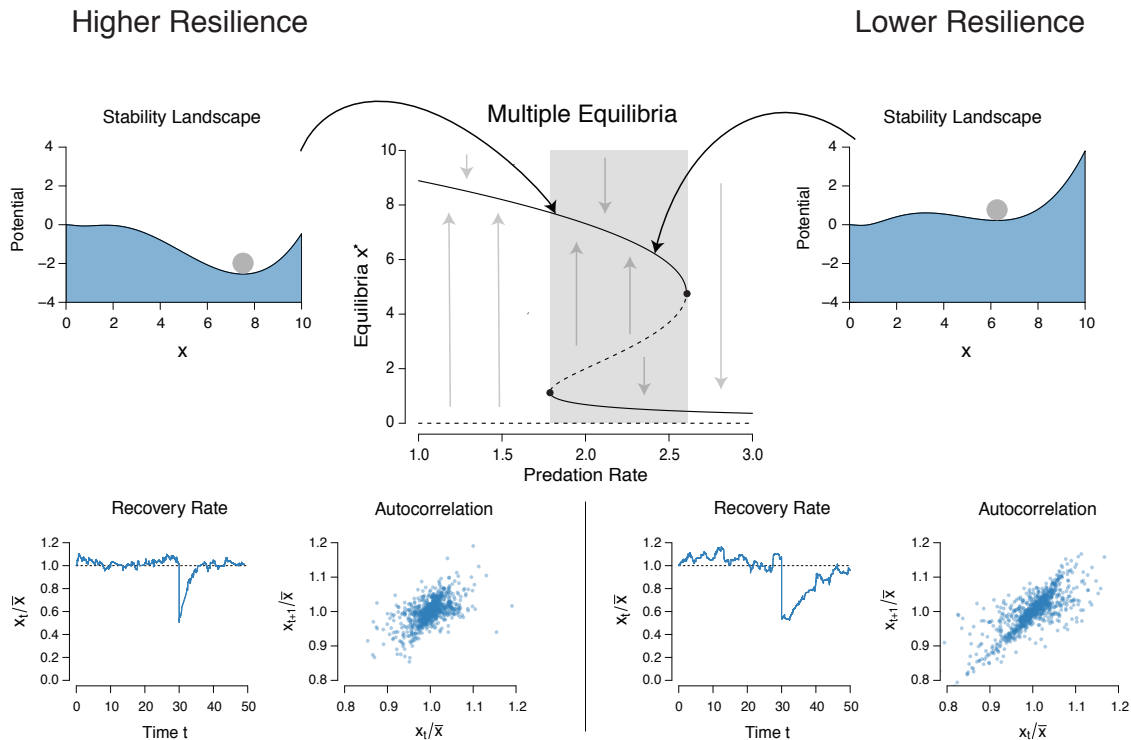 Higher Resilience
Lower Resilience
Stability Landscape
Potential
4
2
0
−2
−4
0 2 4 6 8 10
x
Multiple Equilibria
Equilibria x*
10
8
6
4
2
0
1.0 1.5 2.0 2.5 3.0
Predation Rate
Stability Landscape
Potential
4
2
0
−2
−4
0 2 4 6 8 10
x
Recovery Rate
xt/x̅
1.2
1.0
0.8
0.6
0.4
0.2
0.0
0 10 20 30 40 50
Time t
Autocorrelation
xt+1/x̅
1.2
1.1
1.0
0.9
0.8
0.8 0.9 1.0 1.1 1.2
xt/x̅
Recovery Rate
xt/x̅
1.2
1.0
0.8
0.6
0.4
0.2
0.0
0 10 20 30 40 50
Time t
Autocorrelation
xt+1/x̅
1.2
1.1
1.0
0.9
0.8
0.8 0.9 1.0 1.1 1.2
xt/x̅